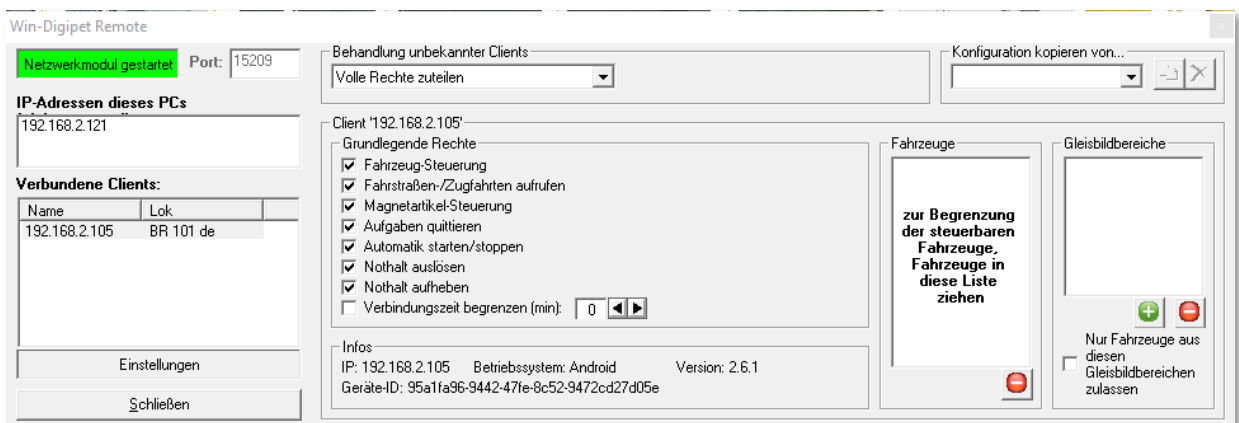 Win-Digipet Remote
Netzwerkmodul gestartet
Port: 15209
IP-Adressen dieses PCs
192.168.2.121
Verbundene Clients:
Name Lok
192.168.2.105 BR 101 de
Einstellungen
Schließen
Behandlung unbekannter Clients
Volle Rechte zuteilen
Konfiguration kopieren von...
Client '192.168.2.105'
Grundlegende Rechte
Fahrzeug-Steuerung
Fahrstraßen-/Zugfahrten aufrufen
Magnetartikel-Steuerung
Aufgaben quittieren
Automatik starten/stoppen
Nothalt auslösen
Nothalt aufheben
Verbindungszeit begrenzen (min): 0
Infos
IP: 192.168.2.105 Betriebssystem: Android Version: 2.6.1
Geräte-ID: 95a1fa96-9442-47fe-8c52-9472cd27d05e
Fahrzeuge
zur Begrenzung
der steuerbaren
Fahrzeuge,
Fahrzeuge in
diese Liste
ziehen
Gleisbildbereiche
Nur Fahrzeuge aus
diesen
Gleisbildbereichen
zulassen